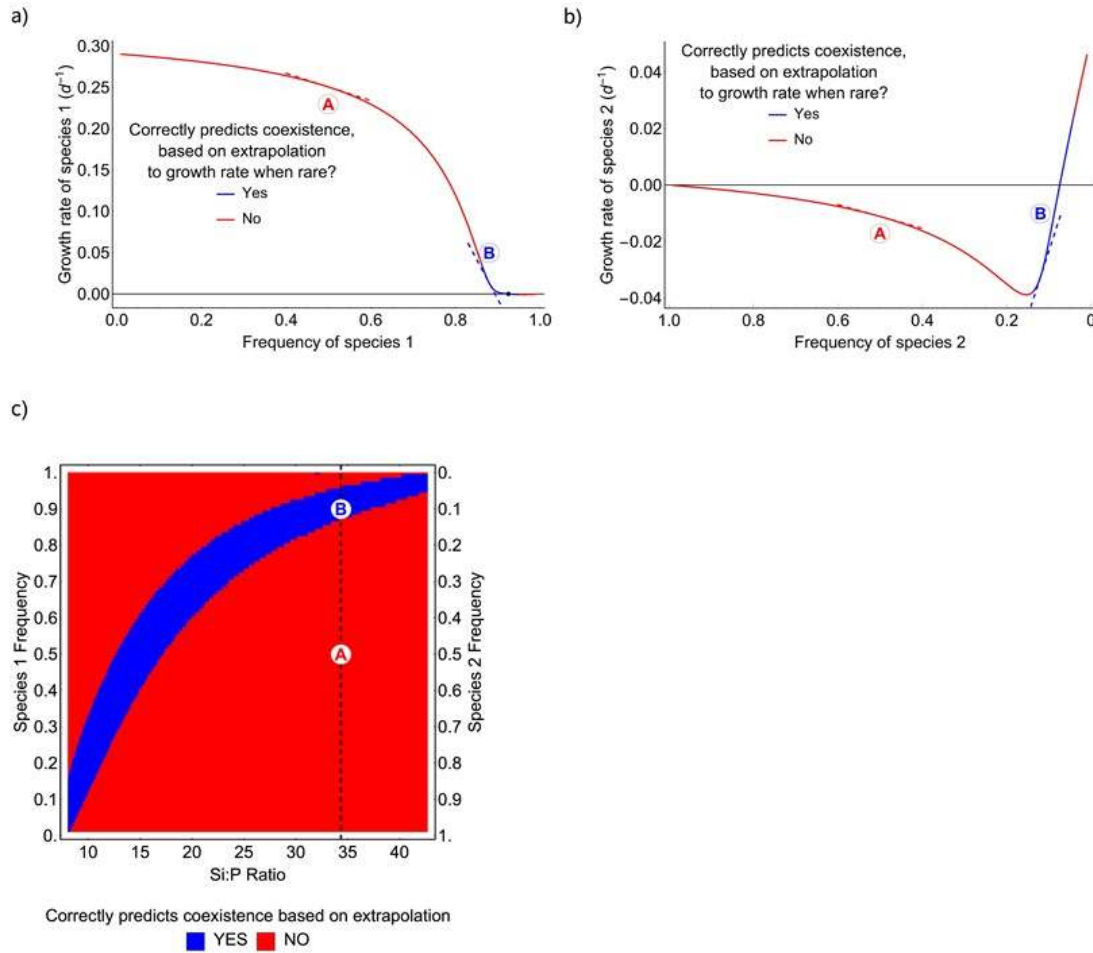 a)
0.30
0.25
0.20
0.15
0.10
0.05
0.00
Growth rate of species 1 (d⁻¹)
A
Correctly predicts coexistence,
based on extrapolation
to growth rate when rare?
Yes
No
B
0.0
0.2
0.4
0.6
0.8
1.0
Frequency of species 1
b)
0.04
0.02
0.00
−0.02
−0.04
Growth rate of species 2 (d⁻¹)
Correctly predicts coexistence,
based on extrapolation
to growth rate when rare?
Yes
No
B
A
1.0
0.8
0.6
0.4
0.2
c)
1.
0.9
0.8
0.7
0.6
0.5
0.4
0.3
0.2
0.1
0.
Species 1 Frequency
B
A
0.
0.1
0.2
0.3
0.4
0.5
0.6
0.7
0.8
0.9
1.
Species 2 Frequency
10
15
20
25
30
35
40
Si:P Ratio
Correctly predicts coexistence based on extrapolation
YES NO